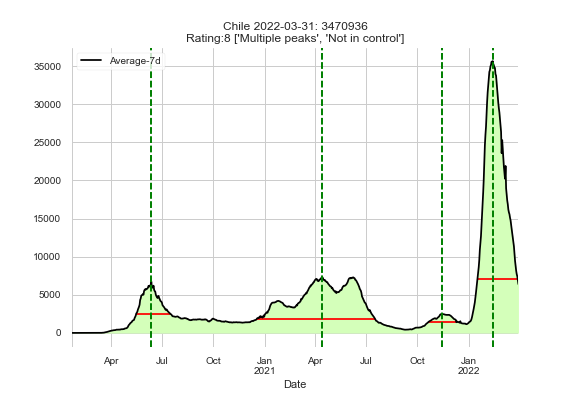 Chile 2022-03-31: 3470936
Rating:8 ['Multiple peaks', 'Not in control']
Average-7d
35000
30000
25000
20000
15000
10000
5000
0
Apr Jul Oct Jan Apr Jul Oct Jan
2021 2022
Date